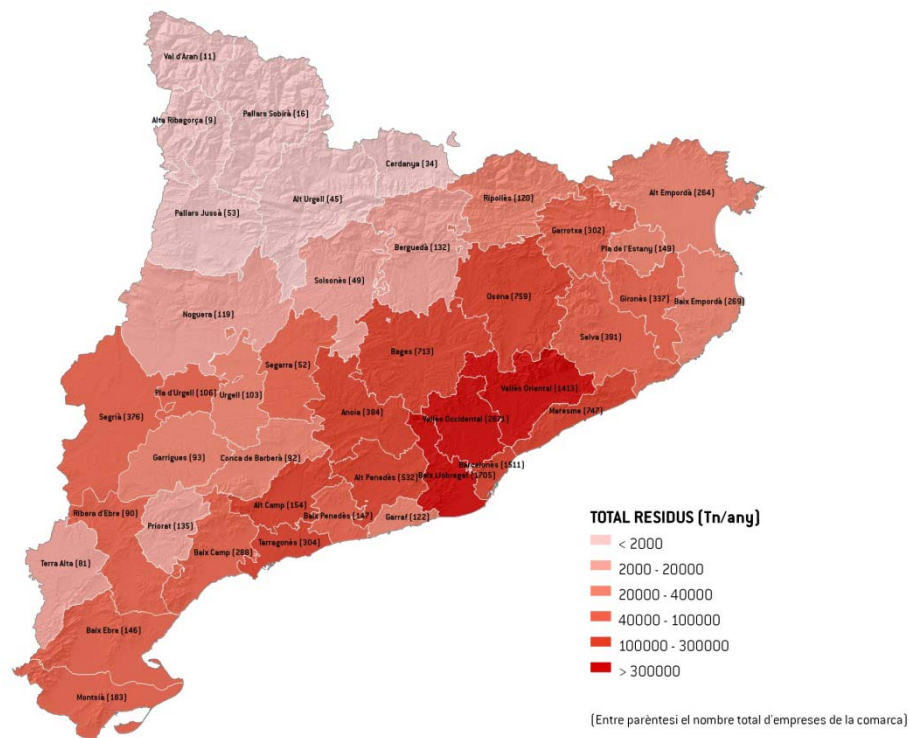 Val d'Aran (11)
Alta Ribagorça (9)
Pallars Sobirà (16)
Cerdanya (34)
Alt Urgell (45)
Pallars Jussà (53)
Ripollès (120)
Alt Empordà (264)
Garrotxa (302)
Berguedà (132)
Pla de l'Estany (149)
Solsonès (49)
Osona (759)
Gironès (337)
Baix Empordà (269)
Noguera (119)
Selva (391)
Bages (713)
Segarra (52)
Vallès Oriental (1413)
Pla d'Urgell (106)
Urgell (103)
Segrià (376)
Anoia (384)
Vallès Occidental (2671)
Maresme (747)
Garrigues (93)
Conca de Barberà (92)
Barcelonès (1511)
Baix Llobregat (1705)
Alt Penedès (532)
Alt Camp (154)
Ribera d'Ebre (90)
Baix Penedès (147)
Garraf (122)
Priorat (135)
Tarragonès (304)
Baix Camp (288)
Terra Alta (81)
Baix Ebre (146)
Montsià (183)
TOTAL RESIDUS (Tn/any)
< 2000
2000 - 20000
20000 - 40000
40000 - 100000
100000 - 300000
> 300000
(Entre parèntesi el nombre total d'empreses de la comarca)